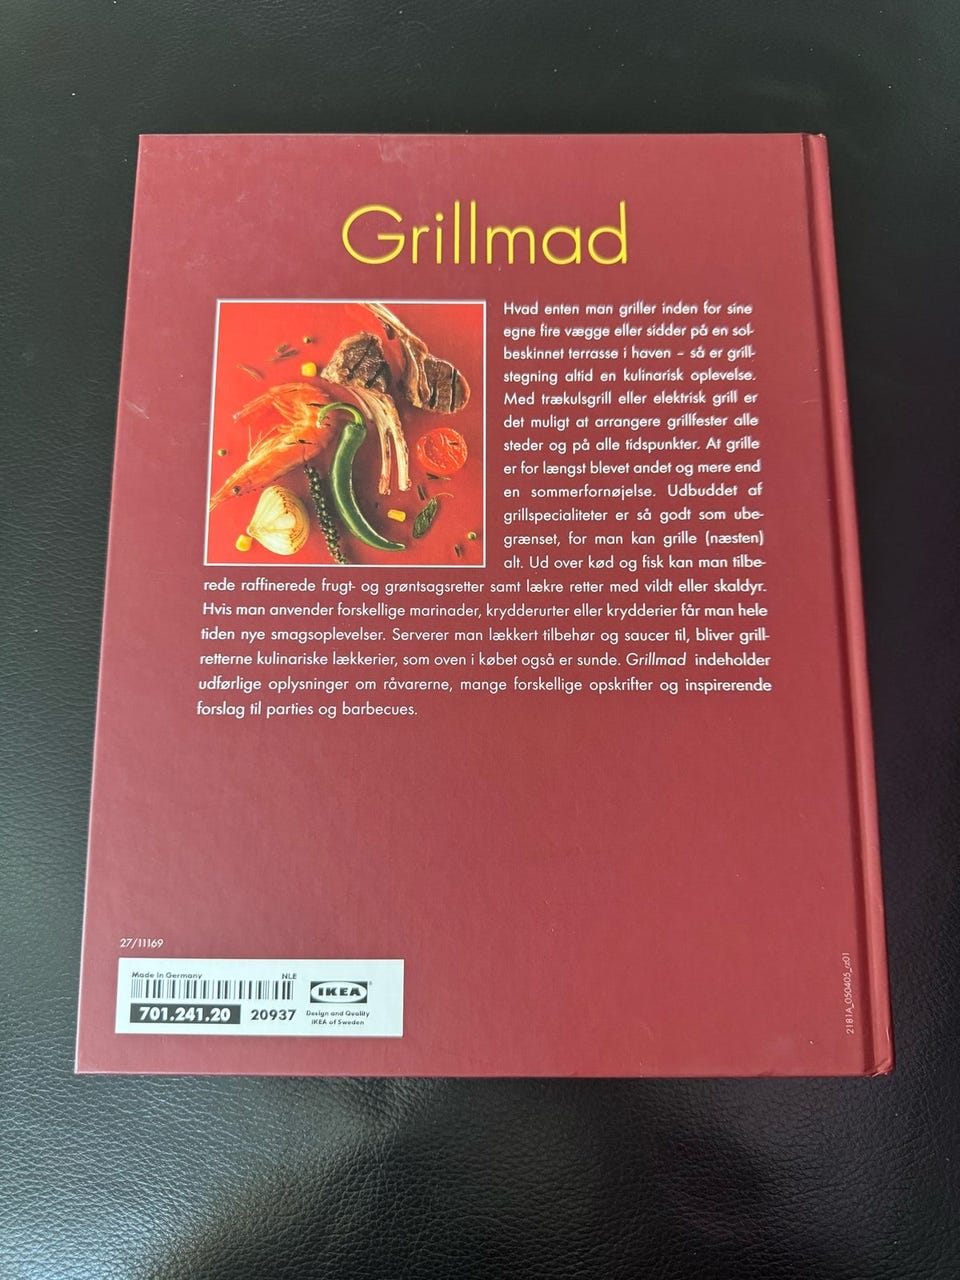 Grillmad
Hvad enten man griller inden for sine
egne fire vægge eller sidder på en sol-
beskinnet terrasse i haven – så er grill-
stegning altid en kulinarisk oplevelse.
Med trækulsgrill eller elektrisk grill er
det muligt at arrangere grillfester alle
steder og på alle tidspunkter. At grille
er for længst blevet andet og mere end
en sommerfornøjelse. Udbuddet af
grillspecialiteter er så godt som ube-
grænset, for man kan grille (næsten)
alt. Ud over kød og fisk kan man tilbe-
rede raffinerede frugt- og grøntsagsretter samt lækre retter med vildt eller skaldyr.
Hvis man anvender forskellige marinader, krydderurter eller krydderier får man hele
tiden nye smagsoplevelser. Serverer man lækkert tilbehør og saucer til, bliver grill-
retterne kulinariske lækkerier, som oven i købet også er sunde. Grillmad indeholder
udførlige oplysninger om råvarerne, mange forskellige opskrifter og inspirerende
forslag til parties og barbecues.
27/11169
Made in Germany NLE
IKEA
701.241.20 20937
Design and Quality
IKEA of Sweden
2181A_050405_cz01